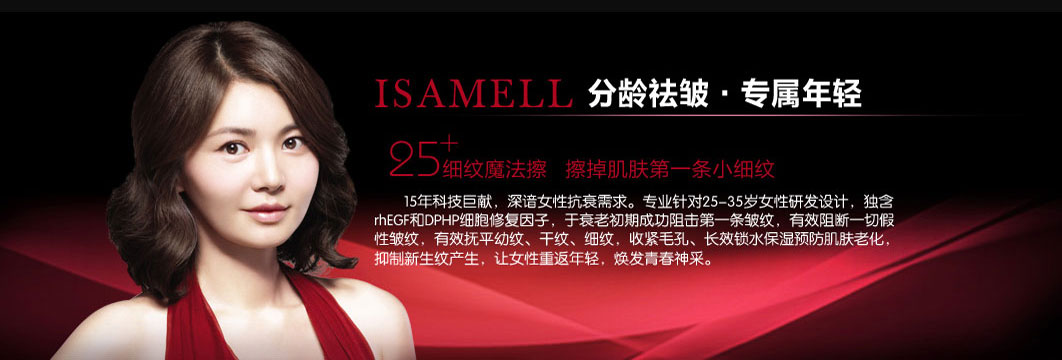 ISAMELL 分龄祛皱·专属年轻
25+细纹魔法擦 擦掉肌肤第一条小细纹
15年科技巨献，深谙女性抗衰需求。专业针对25-35岁女性研发设计，独含
rhEGF和DPHP细胞修复因子，于衰老初期成功阻击第一条皱纹，有效阻断一切假
性皱纹，有效抚平幼纹、干纹、细纹，收紧毛孔、长效锁水保湿预防肌肤老化，
抑制新生纹产生，让女性重返年轻，焕发青春神采。